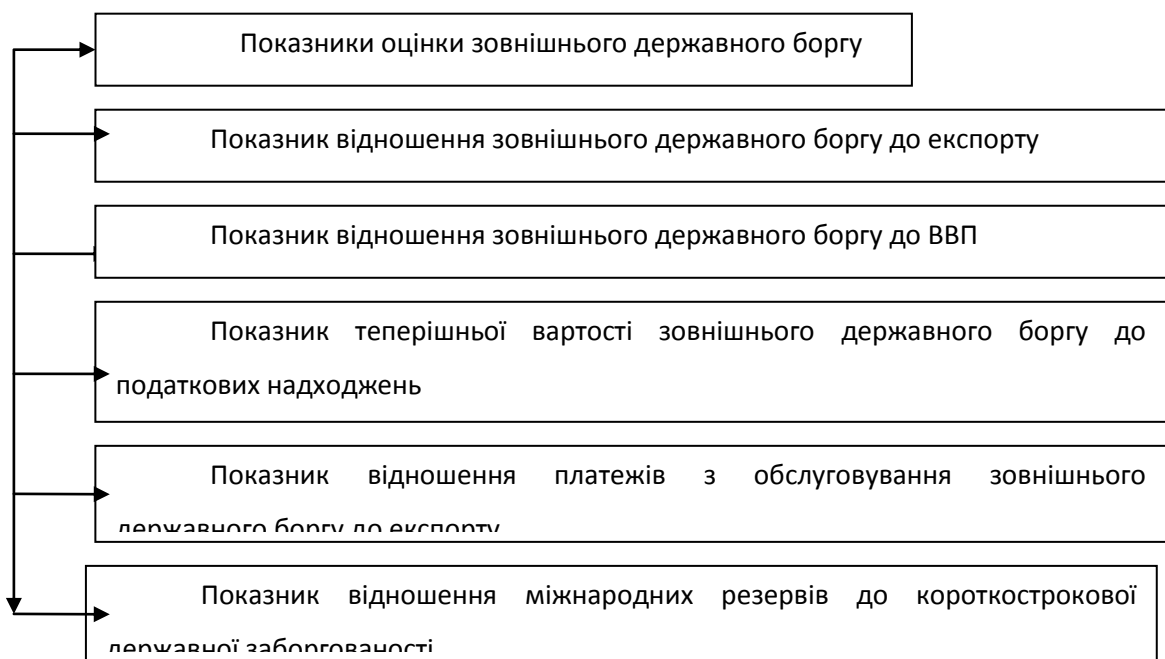 Показники оцінки зовнішнього державного боргу
Показник відношення зовнішнього державного боргу до експорту
Показник відношення зовнішнього державного боргу до ВВП
Показник теперішньої вартості зовнішнього державного боргу до
податкових надходжень
Показник відношення платежів з обслуговування зовнішнього
державного боргу до експорту
Показник відношення міжнародних резервів до короткострокової
державної заборгованості